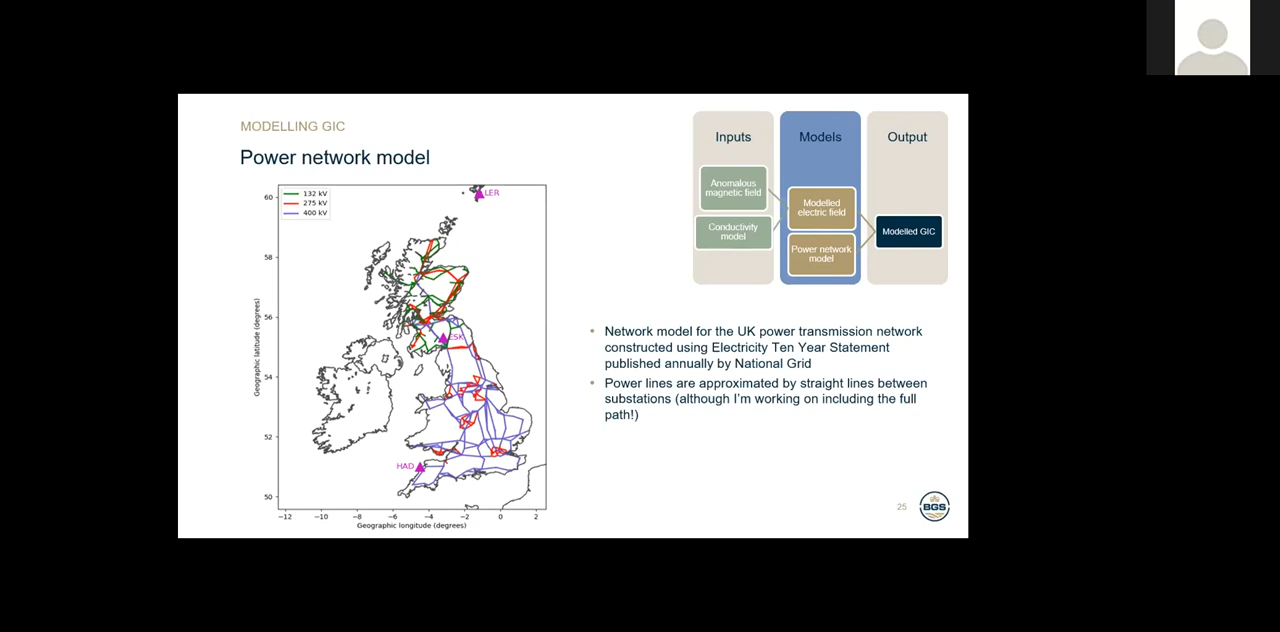 MODELLING GIC
Power network model
132 kV
275 kV
400 kV
LER
ESK
HAD
60
58
56
54
52
50
Geographic latitude (degrees)
−12
−10
−8
−6
−4
−2
0
2
Geographic longitude (degrees)
Inputs
Models
Output
Anomalous
magnetic field
Conductivity
model
Modelled
electric field
Power network
model
Modelled GIC
• Network model for the UK power transmission network
constructed using Electricity Ten Year Statement
published annually by National Grid
• Power lines are approximated by straight lines between
substations (although I'm working on including the full
path!)
25
BGS